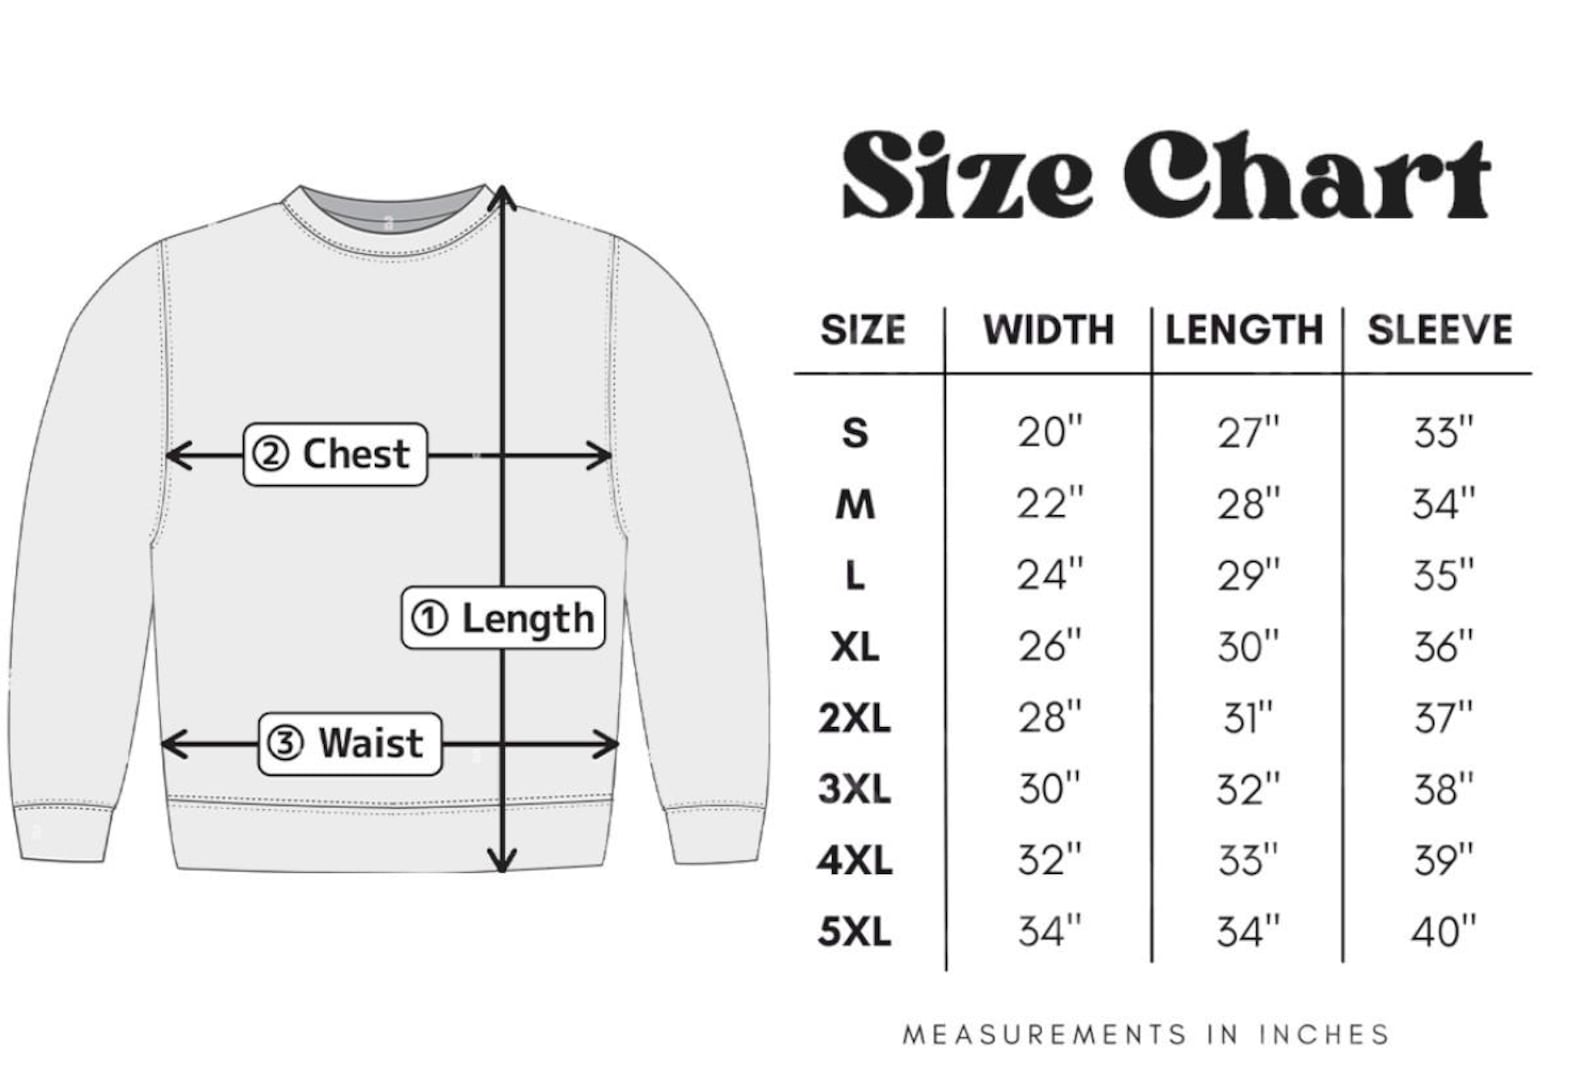 Size Chart
② Chest
① Length
③ Waist
SIZE WIDTH LENGTH SLEEVE
S 20" 27" 33"
M 22" 28" 34"
L 24" 29" 35"
XL 26" 30" 36"
2XL 28" 31" 37"
3XL 30" 32" 38"
4XL 32" 33" 39"
5XL 34" 34" 40"
MEASUREMENTS IN INCHES